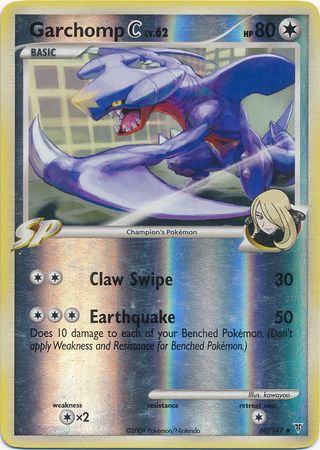 Garchomp C LV.62 HP 80
BASIC
SP
Champion's Pokémon
Claw Swipe 30
Earthquake 50
Does 10 damage to each of your Benched Pokémon. (Don't
apply Weakness and Resistance for Benched Pokémon.)
Illus. kawayoo
weakness resistance retreat cost
×2
©2009 Pokémon/Nintendo 60/147